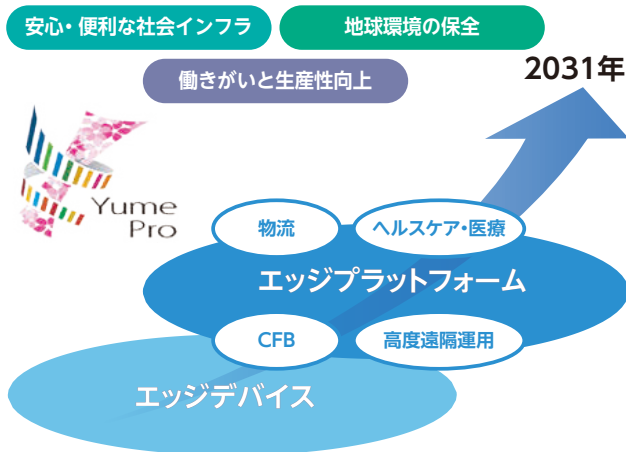 安心・便利な社会インフラ
地球環境の保全
働きがいと生産性向上
2031年
Yume
Pro
物流
ヘルスケア・医療
エッジプラットフォーム
CFB
高度遠隔運用
エッジデバイス